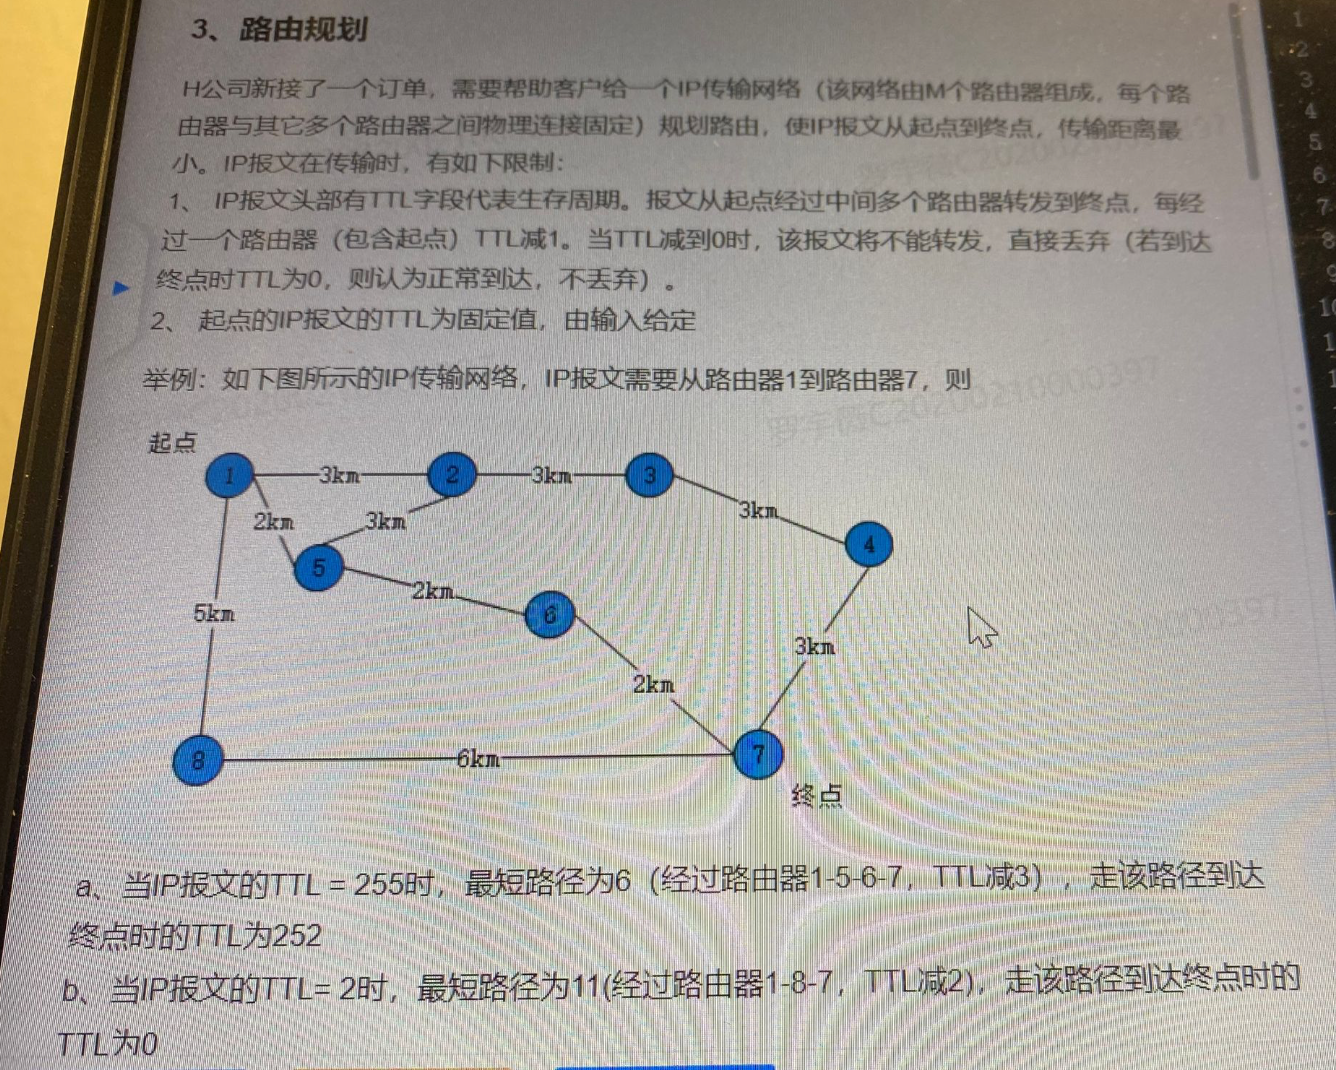 3、路由规划
H公司新接了一个订单，需要帮助客户给一个IP传输网络（该网络由M个路由器组成，每个路
由器与其它多个路由器之间物理连接固定）规划路由，使IP报文从起点到终点，传输距离最
小。IP报文在传输时，有如下限制：
1、 IP报文头部有TTL字段代表生存周期。报文从起点经过中间多个路由器转发到终点，每经
过一个路由器（包含起点）TTL减1。当TTL减到0时，该报文将不能转发，直接丢弃（若到达
终点时TTL为0，则认为正常到达，不丢弃）。
2、 起点的IP报文的TTL为固定值，由输入给定
举例：如下图所示的IP传输网络，IP报文需要从路由器1到路由器7，则
起点
1 3km 2 3km 3
2km 3km 3km
4
5
2km
5km 6
3km
2km
8 6km 7
终点
a、当IP报文的TTL = 255时，最短路径为6（经过路由器1-5-6-7，TTL减3），走该路径到达
终点时的TTL为252
b、当IP报文的TTL= 2时，最短路径为11(经过路由器1-8-7，TTL减2)，走该路径到达终点时的
TTL为0
1
2
3
4
5
6
7
8